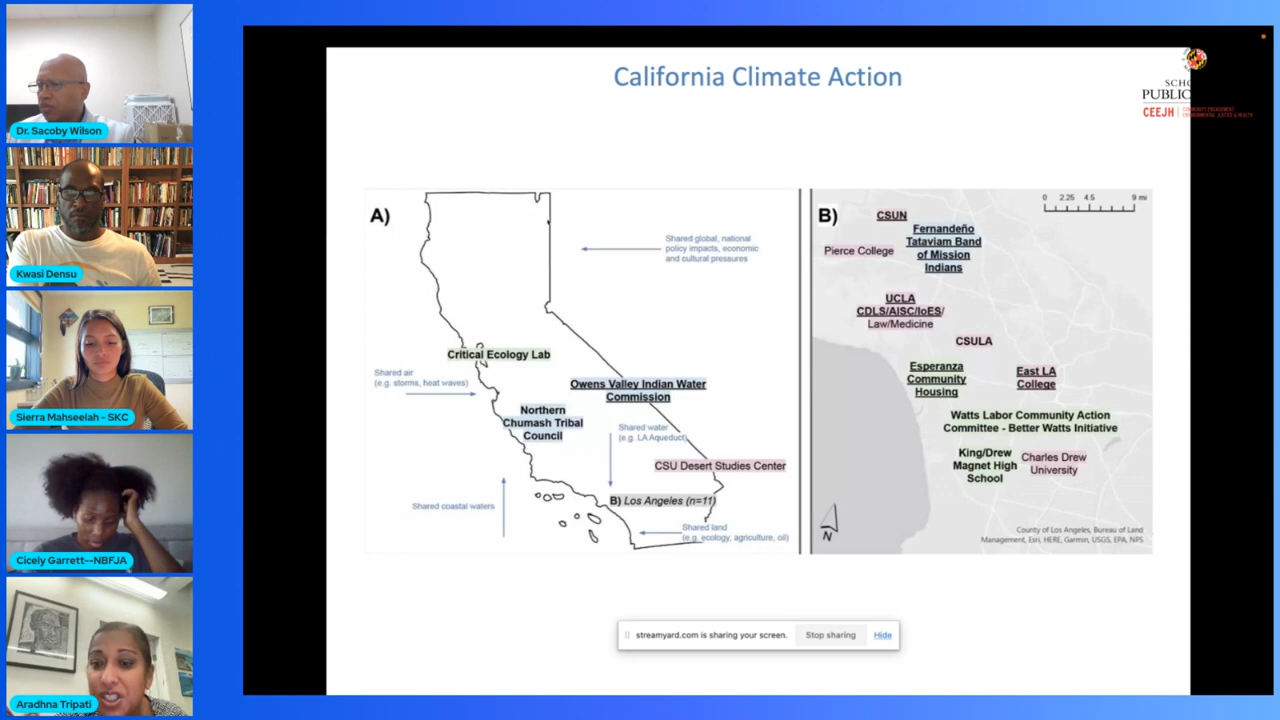 Dr. Sacoby Wilson
Kwasi Densu
Sierra Mahseelah - SKC
Cicely Garrett--NBFJA
Aradhna Tripati
California Climate Action
SCHO
PUBLIC
CEEJH
COMMUNITY ENGAGEMENT,
ENVIRONMENTAL JUSTICE & HEALTH
A)
Shared global, national
policy impacts, economic
and cultural pressures
Critical Ecology Lab
Shared air
(e.g. storms, heat waves)
Owens Valley Indian Water
Commission
Northern
Chumash Tribal
Council
Shared water
(e.g. LA Aqueduct)
CSU Desert Studies Center
B) Los Angeles (n=11)
Shared coastal waters
Shared land
(e.g. ecology, agriculture, oil)
B)
0 2.25 4.5 9 mi
CSUN
Fernandeño
Tataviam Band
of Mission
Indians
Pierce College
UCLA
CDLS/AISC/IoES/
Law/Medicine
CSULA
Esperanza
Community
Housing
East LA
College
Watts Labor Community Action
Committee - Better Watts Initiative
King/Drew
Magnet High
School
Charles Drew
University
N
County of Los Angeles, Bureau of Land
Management, Esri, HERE, Garmin, USGS, EPA, NPS
streamyard.com is sharing your screen.
Stop sharing
Hide